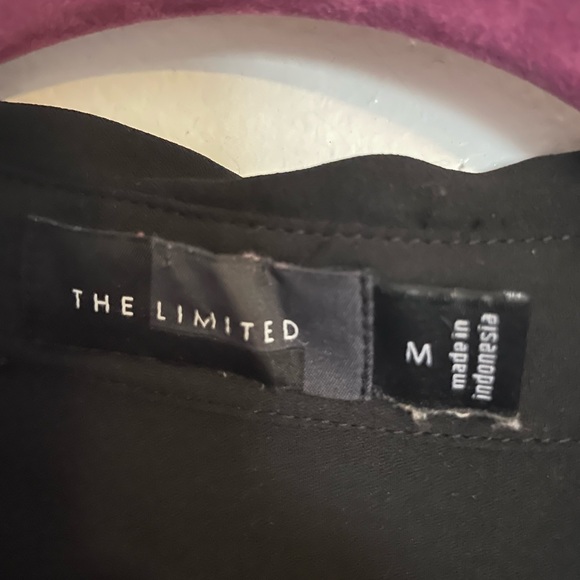 THE LIMITED
M
made in
indonesia